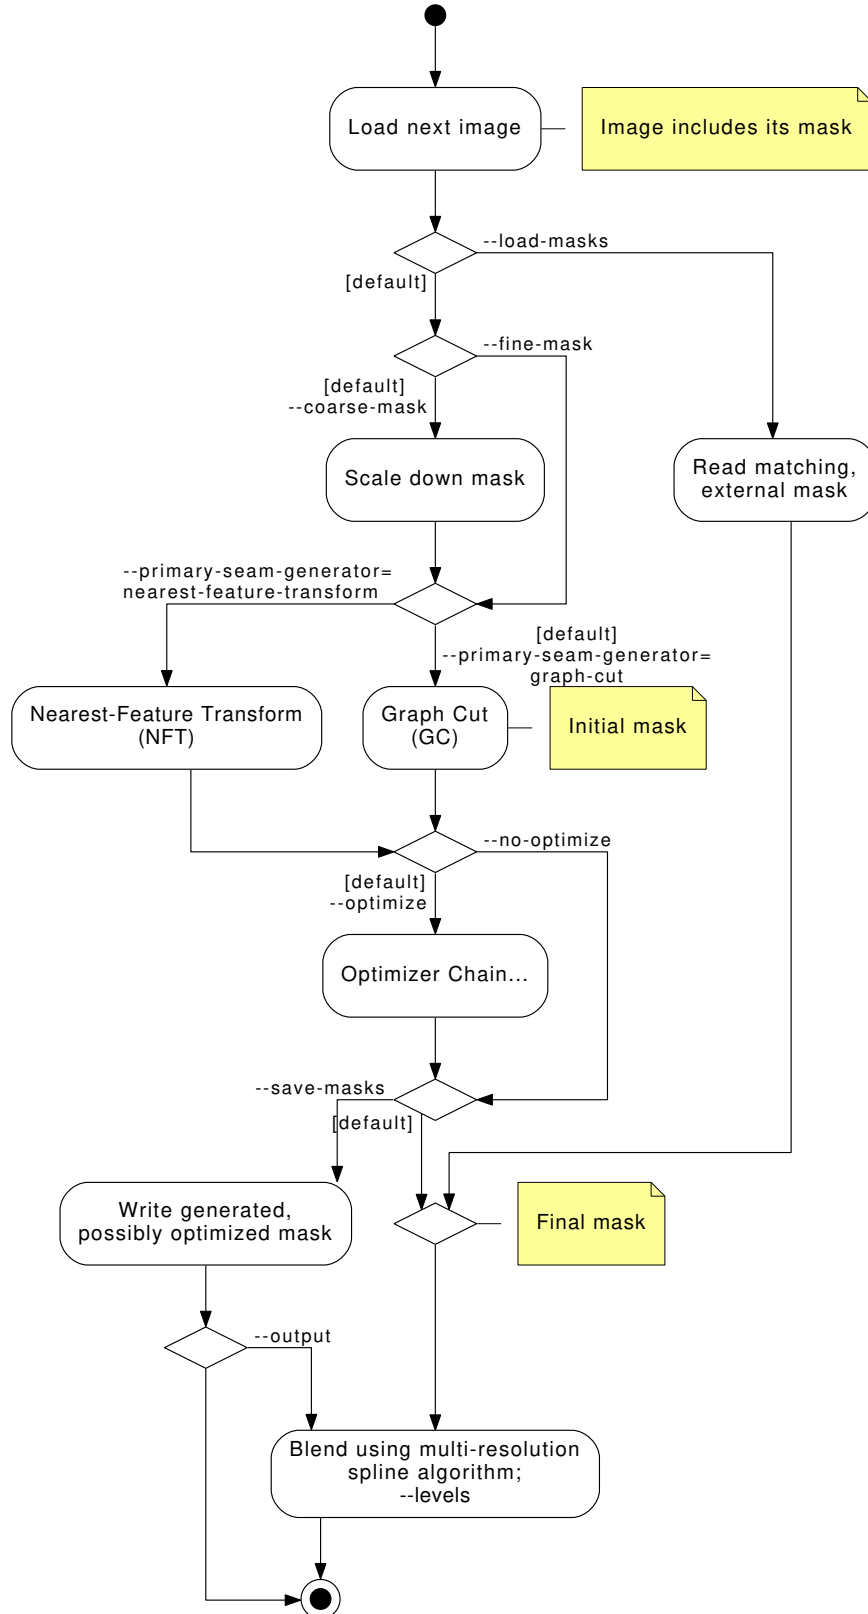 Load next image
Image includes its mask
--load-masks
[default]
--fine-mask
[default]
--coarse-mask
Scale down mask
Read matching,
external mask
--primary-seam-generator=
nearest-feature-transform
[default]
--primary-seam-generator=
graph-cut
Nearest-Feature Transform
(NFT)
Graph Cut
(GC)
Initial mask
--no-optimize
[default]
--optimize
Optimizer Chain...
--save-masks
[default]
Write generated,
possibly optimized mask
Final mask
--output
Blend using multi-resolution
spline algorithm;
--levels